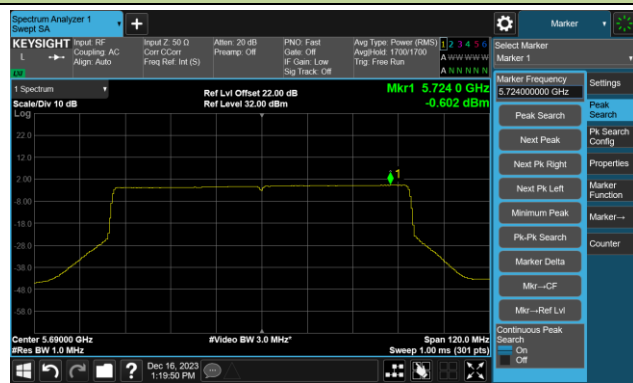 Spectrum Analyzer 1
Swept SA
Marker
KEYSIGHT
L
Input: RF
Coupling: AC
Align: Auto
Input Z: 50 Ω
Corr CCorr
Freq Ref: Int (S)
Atten: 20 dB
Preamp: Off
PNO: Fast
Gate: Off
IF Gain: Low
Sig Track: Off
Avg Type: Power (RMS)
Avg|Hold: 1700/1700
Trig: Free Run
1 2 3 4 5 6
A W W W W W
A N N N N N
Select Marker
Marker 1
1 Spectrum
Scale/Div 10 dB
Log
Ref Lvl Offset 22.00 dB
Ref Level 32.00 dBm
Mkr1 5.724 0 GHz
-0.602 dBm
22.0
12.0
2.00
-8.00
-18.0
-28.0
-38.0
-48.0
-58.0
1
Center 5.69000 GHz
#Res BW 1.0 MHz
#Video BW 3.0 MHz*
Span 120.0 MHz
Sweep 1.00 ms (301 pts)
Marker Frequency
5.724000000 GHz
Peak Search
Next Peak
Next Pk Right
Next Pk Left
Minimum Peak
Pk-Pk Search
Marker Delta
Mkr→CF
Mkr→Ref Lvl
Continuous Peak
Search
On
Off
Settings
Peak
Search
Pk Search
Config
Properties
Marker
Function
Marker→
Counter
?
Dec 16, 2023
1:19:50 PM